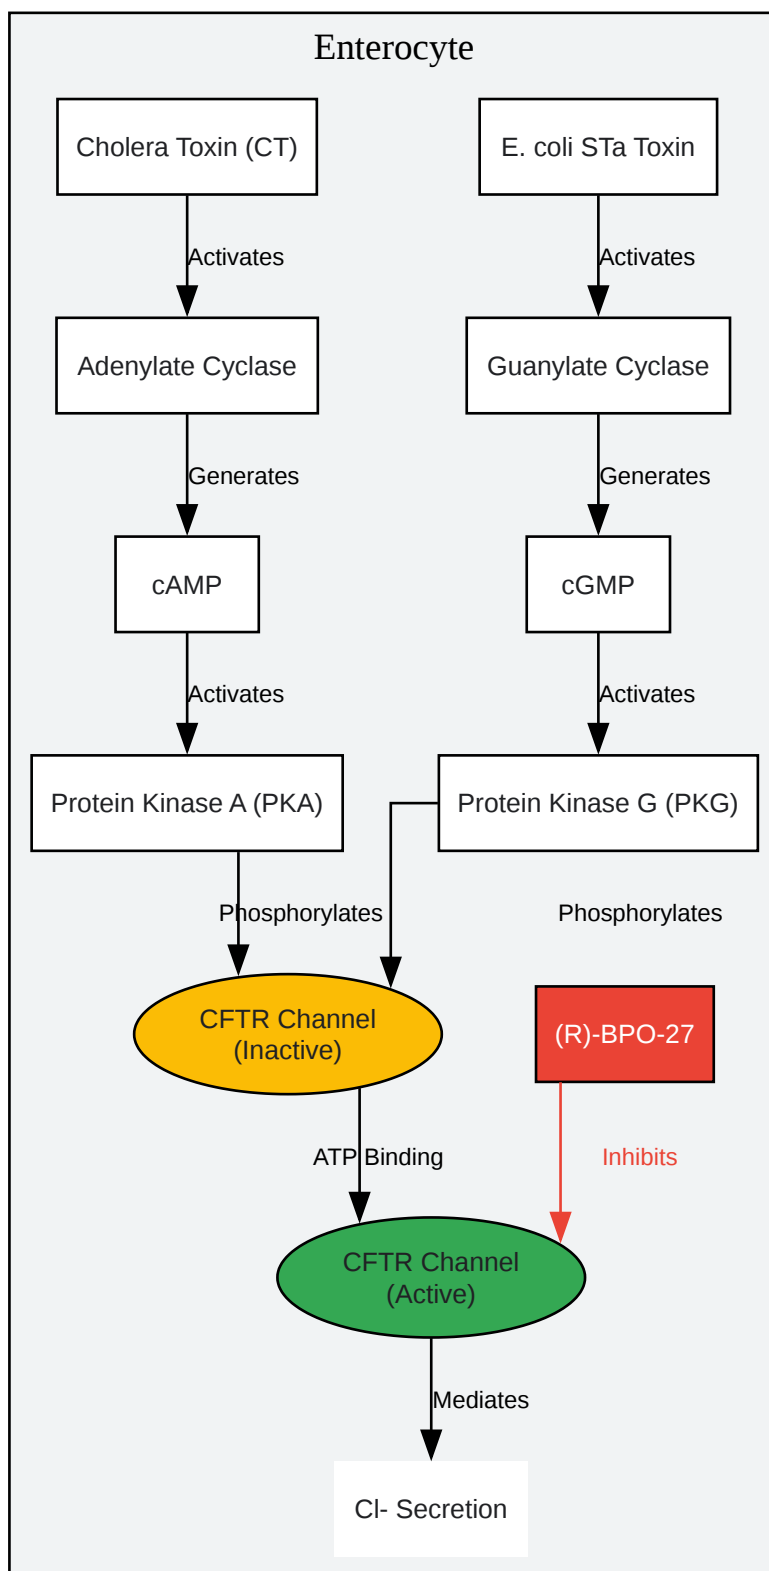 Enterocyte
Cholera Toxin (CT)
E. coli STa Toxin
Activates
Activates
Adenylate Cyclase
Guanylate Cyclase
Generates
Generates
cAMP
cGMP
Activates
Activates
Protein Kinase A (PKA)
Protein Kinase G (PKG)
Phosphorylates
Phosphorylates
CFTR Channel
(Inactive)
(R)-BPO-27
ATP Binding
Inhibits
CFTR Channel
(Active)
Mediates
Cl- Secretion